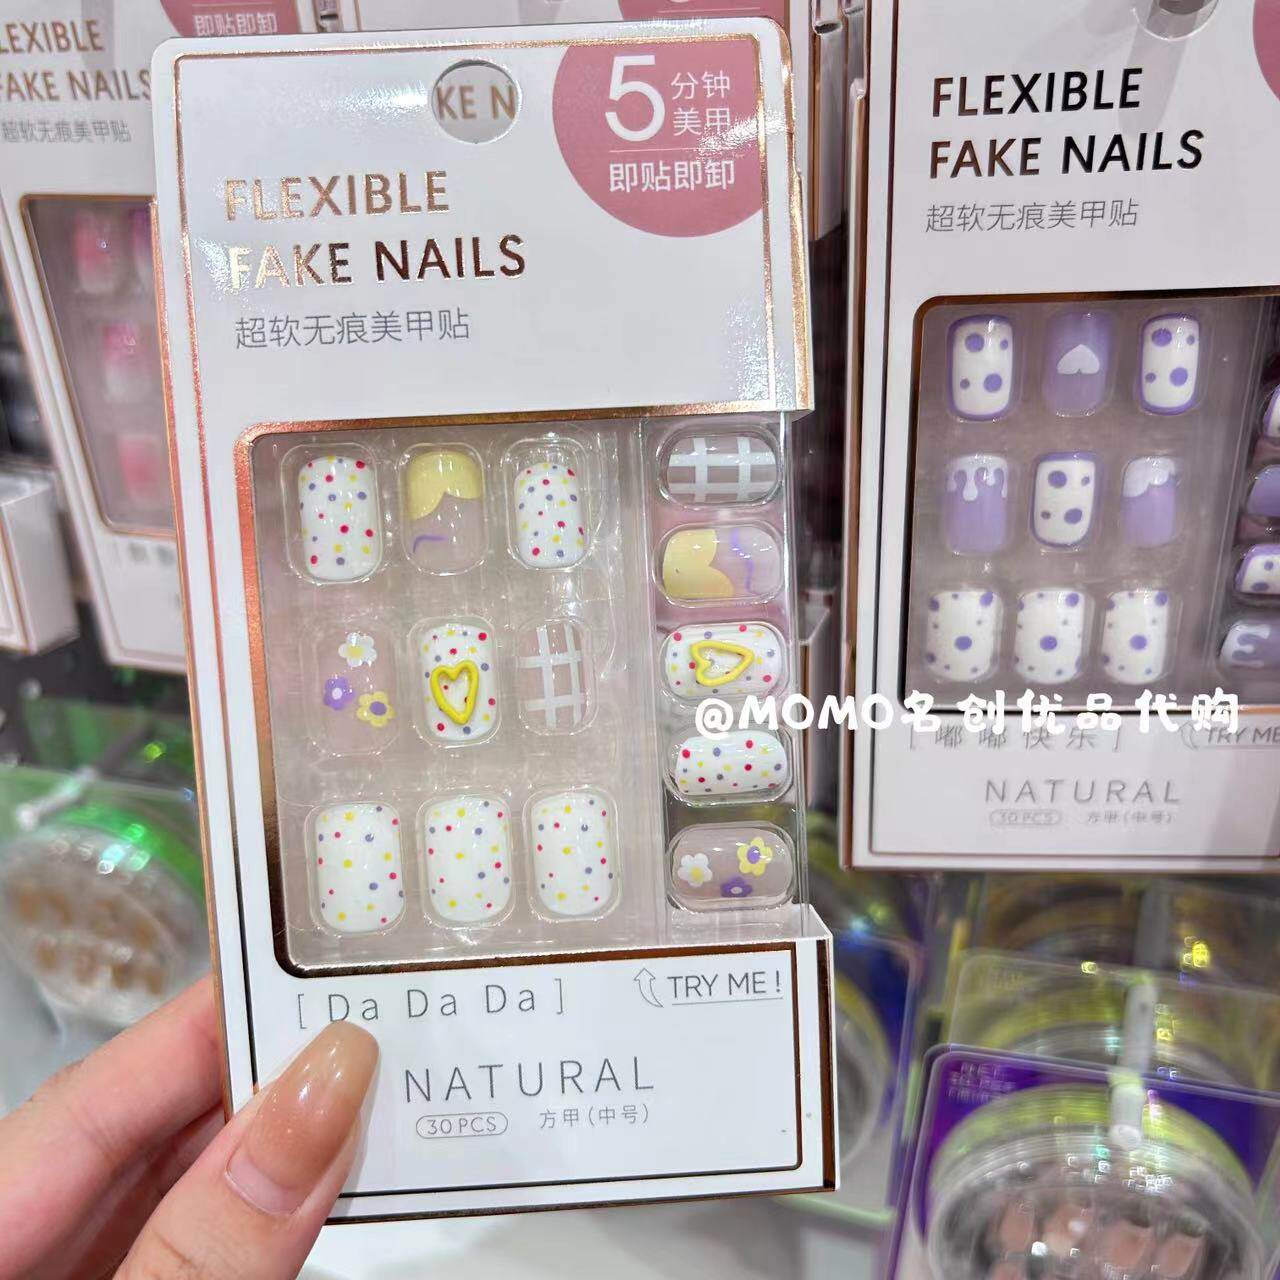 LEXIBLE
FAKE NAILS
超软无痕美甲贴
即贴即卸
KE N
5
分钟
美甲
即贴即卸
FLEXIBLE
FAKE NAILS
超软无痕美甲贴
[ Da Da Da ]
TRY ME!
NATURAL
30 PCS 方甲(中号)
FLEXIBLE
FAKE NAILS
超软无痕美甲贴
@MOMO名创优品代购
[ 嘟嘟快乐 ]
TRY ME
NATURAL
30 PCS 方甲(中号)